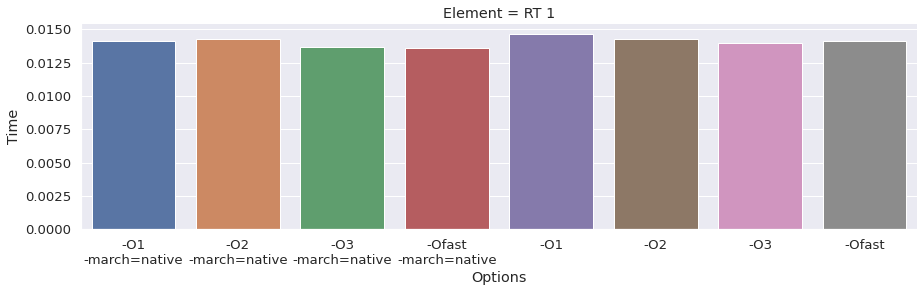 Element = RT 1
0.0150
0.0125
0.0100
0.0075
0.0050
0.0025
0.0000
Time
-O1
-march=native
-O2
-march=native
-O3
-march=native
-Ofast
-march=native
-O1
-O2
-O3
-Ofast
Options